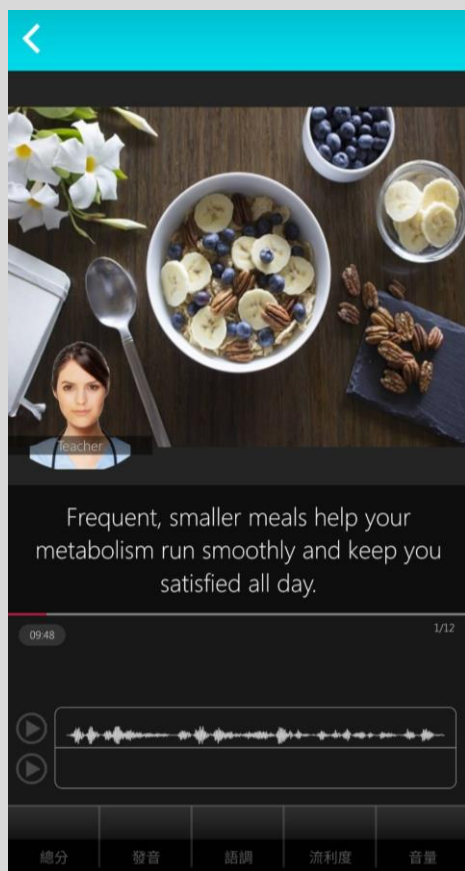 Teacher
Frequent, smaller meals help your
metabolism run smoothly and keep you
satisfied all day.
09:48
1/12
總分
發音
語調
流利度
音量